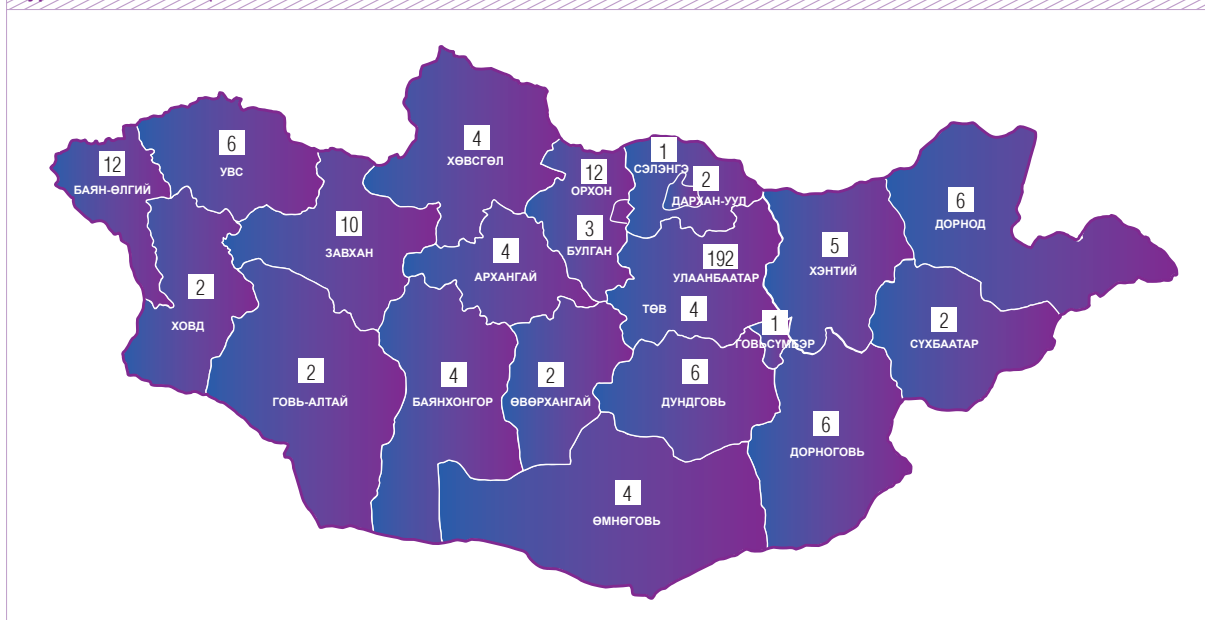 4
ХӨВСГӨЛ
6
УВС
12
БАЯН-ӨЛГИЙ
12
ОРХОН
1
СЭЛЭНГЭ
2
ДАРХАН-УУЛ
6
ДОРНОД
10
ЗАВХАН
4
АРХАНГАЙ
3
БУЛГАН
192
УЛААНБААТАР
5
ХЭНТИЙ
2
ХОВД
ТӨВ
4
1
ГОВЬСҮМБЭР
2
СҮХБААТАР
2
ГОВЬ-АЛТАЙ
4
БАЯНХОНГОР
2
ӨВӨРХАНГАЙ
6
ДУНДГОВЬ
6
ДОРНОГОВЬ
4
ӨМНӨГОВЬ